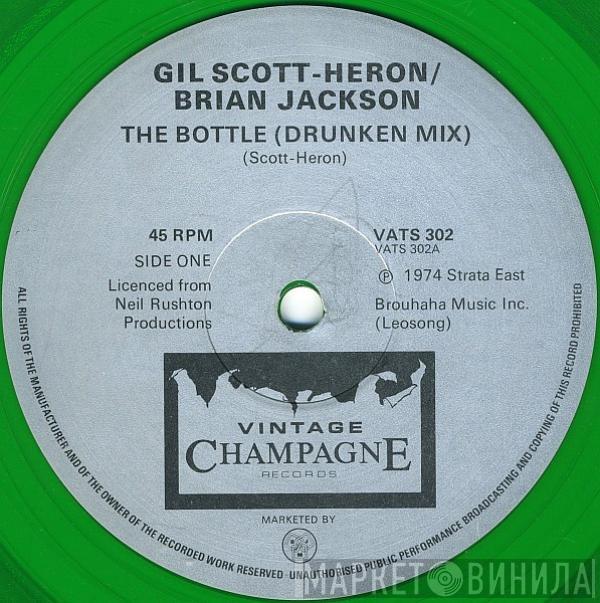 GIL SCOTT-HERON/
BRIAN JACKSON
THE BOTTLE (DRUNKEN MIX)
(Scott-Heron)
45 RPM
SIDE ONE
Licenced from
Neil Rushton
Productions
VATS 302
VATS 302A
℗ 1974 Strata East
Brouhaha Music Inc.
(Leosong)
VINTAGE
CHAMPAGNE
RECORDS
MARKETED BY
ALL RIGHTS OF THE MANUFACTURER AND OF THE OWNER OF THE RECORDED WORK RESERVED · UNAUTHORISED PUBLIC PERFORMANCE BROADCASTING AND COPYING OF THIS RECORD PROHIBITED
МАРКЕТ ВИНИЛА